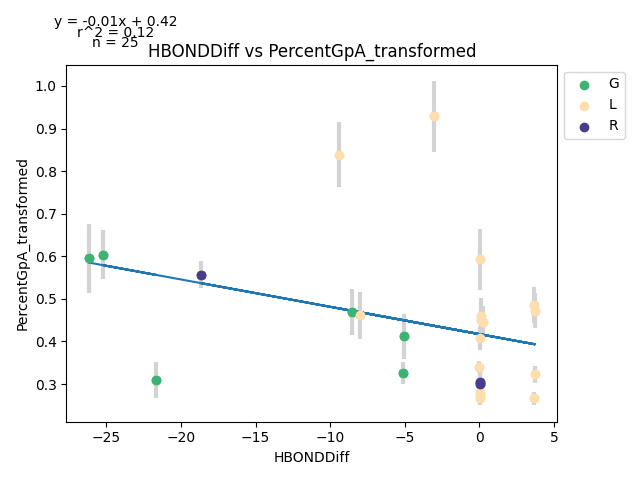 y = -0.01x + 0.42
r^2 = 0.12
n = 25
HBONDDiff vs PercentGpA_transformed
G
L
R
PercentGpA_transformed
1.0
0.9
0.8
0.7
0.6
0.5
0.4
0.3
−25
−20
−15
−10
−5
0
5
HBONDDiff